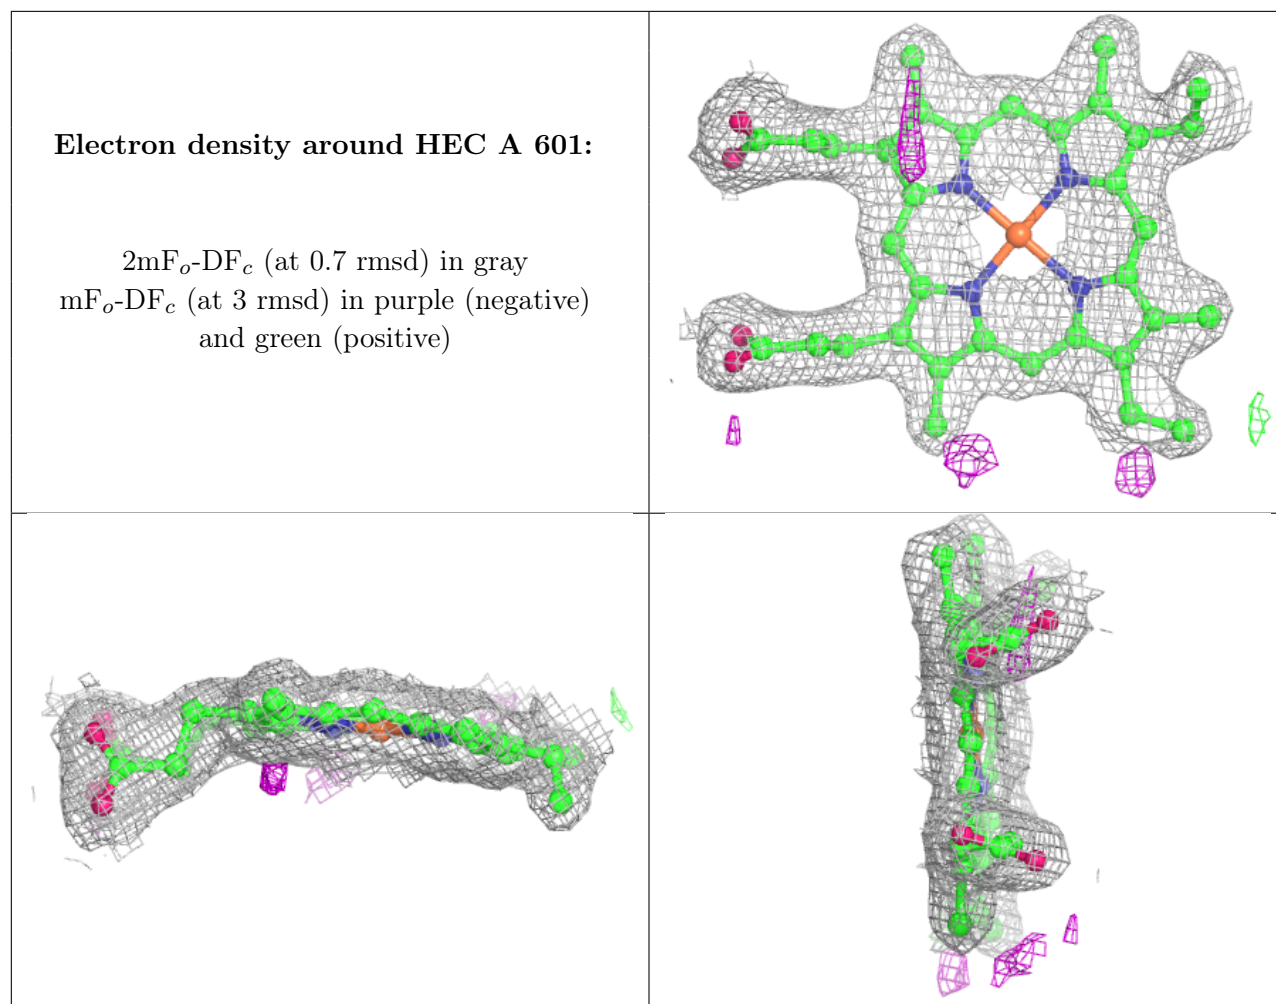 Electron density around HEC A 601:
2mFo-DFc (at 0.7 rmsd) in gray
mFo-DFc (at 3 rmsd) in purple (negative)
and green (positive)